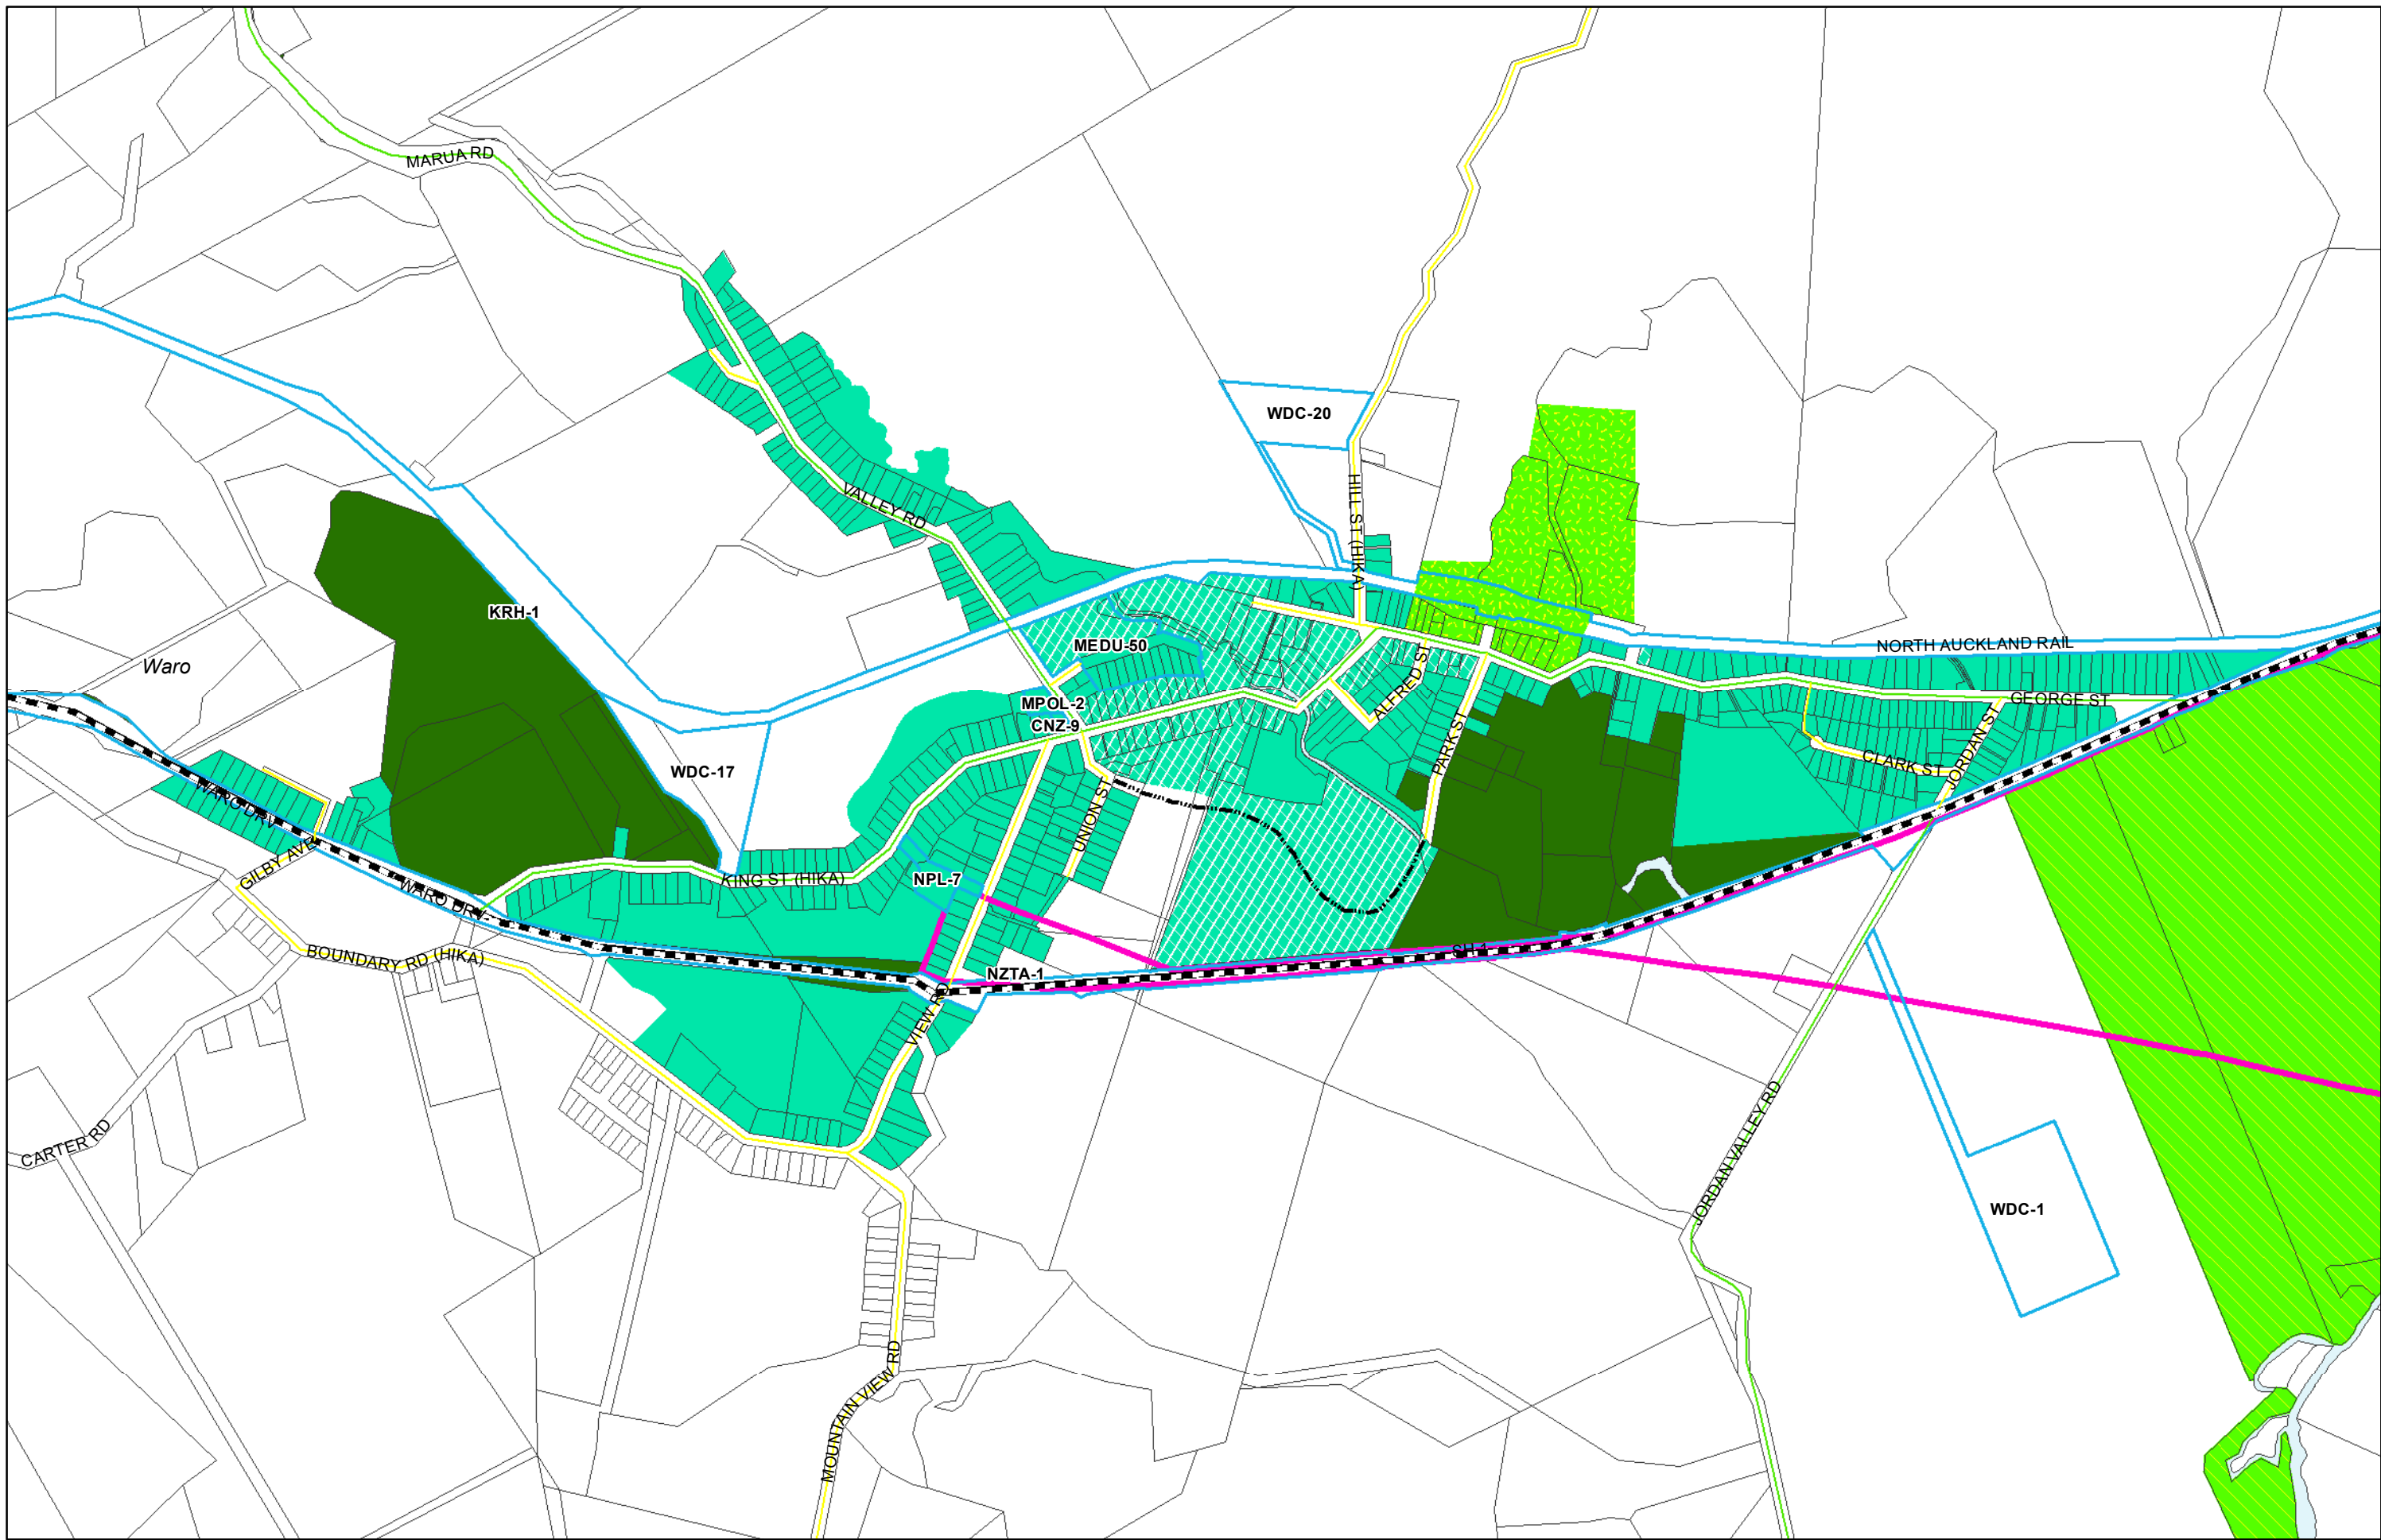 MARUA RD
WDC-20
VALLEY RD
HILL ST (HIKA)
KRH-1
MEDU-50
NORTH AUCKLAND RAIL
Waro
ALFRED ST
MPOL-2
GEORGE ST
CNZ-9
PARK ST
JORDAN ST
WDC-17
CLARK ST
WARO DRV
UNION ST
GILBY AVE
KING ST (HIKA)
NPL-7
WARO DRV
SH 1
BOUNDARY RD (HIKA)
NZTA-1
VIEW RD
CARTER RD
JORDAN VALLEY RD
WDC-1
MOUNTAIN VIEW RD